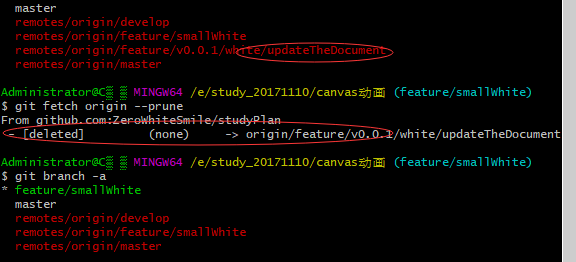 remotes/origin/develop
remotes/origin/feature/smallWhite
remotes/origin/feature/v0.0.1/white/updateTheDocument
remotes/origin/master
Administrator@C MINGW64 /e/study_20171110/canvas动画 (feature/smallWhite)
$ git fetch origin --prune
From github.com:ZeroWhiteSmile/studyPlan
- [deleted] (none) -> origin/feature/v0.0.1/white/updateTheDocument
Administrator@C MINGW64 /e/study_20171110/canvas动画 (feature/smallWhite)
$ git branch -a
* feature/smallWhite
master
remotes/origin/develop
remotes/origin/feature/smallWhite
remotes/origin/master